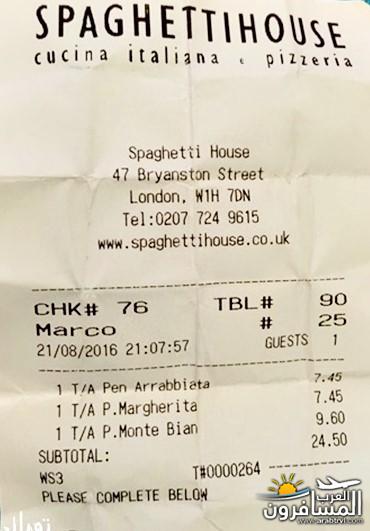 SPAGHETTIHOUSE
cucina italiana e pizzeria
Spaghetti House
47 Bryanston Street
London, W1H 7DN
Tel:0207 724 9615
www.spaghettihouse.co.uk
CHK# 76 TBL# 90
Marco # 25
21/08/2016 21:07:57 GUESTS 1
1 T/A Pen Arrabbiata 7.45
1 T/A P.Margherita 7.45
1 T/A P.Monte Bian 9.60
SUBTOTAL: 24.50
WS3 T#0000264
PLEASE COMPLETE BELOW
العرب
المسافرون
www.arabtrvl.com